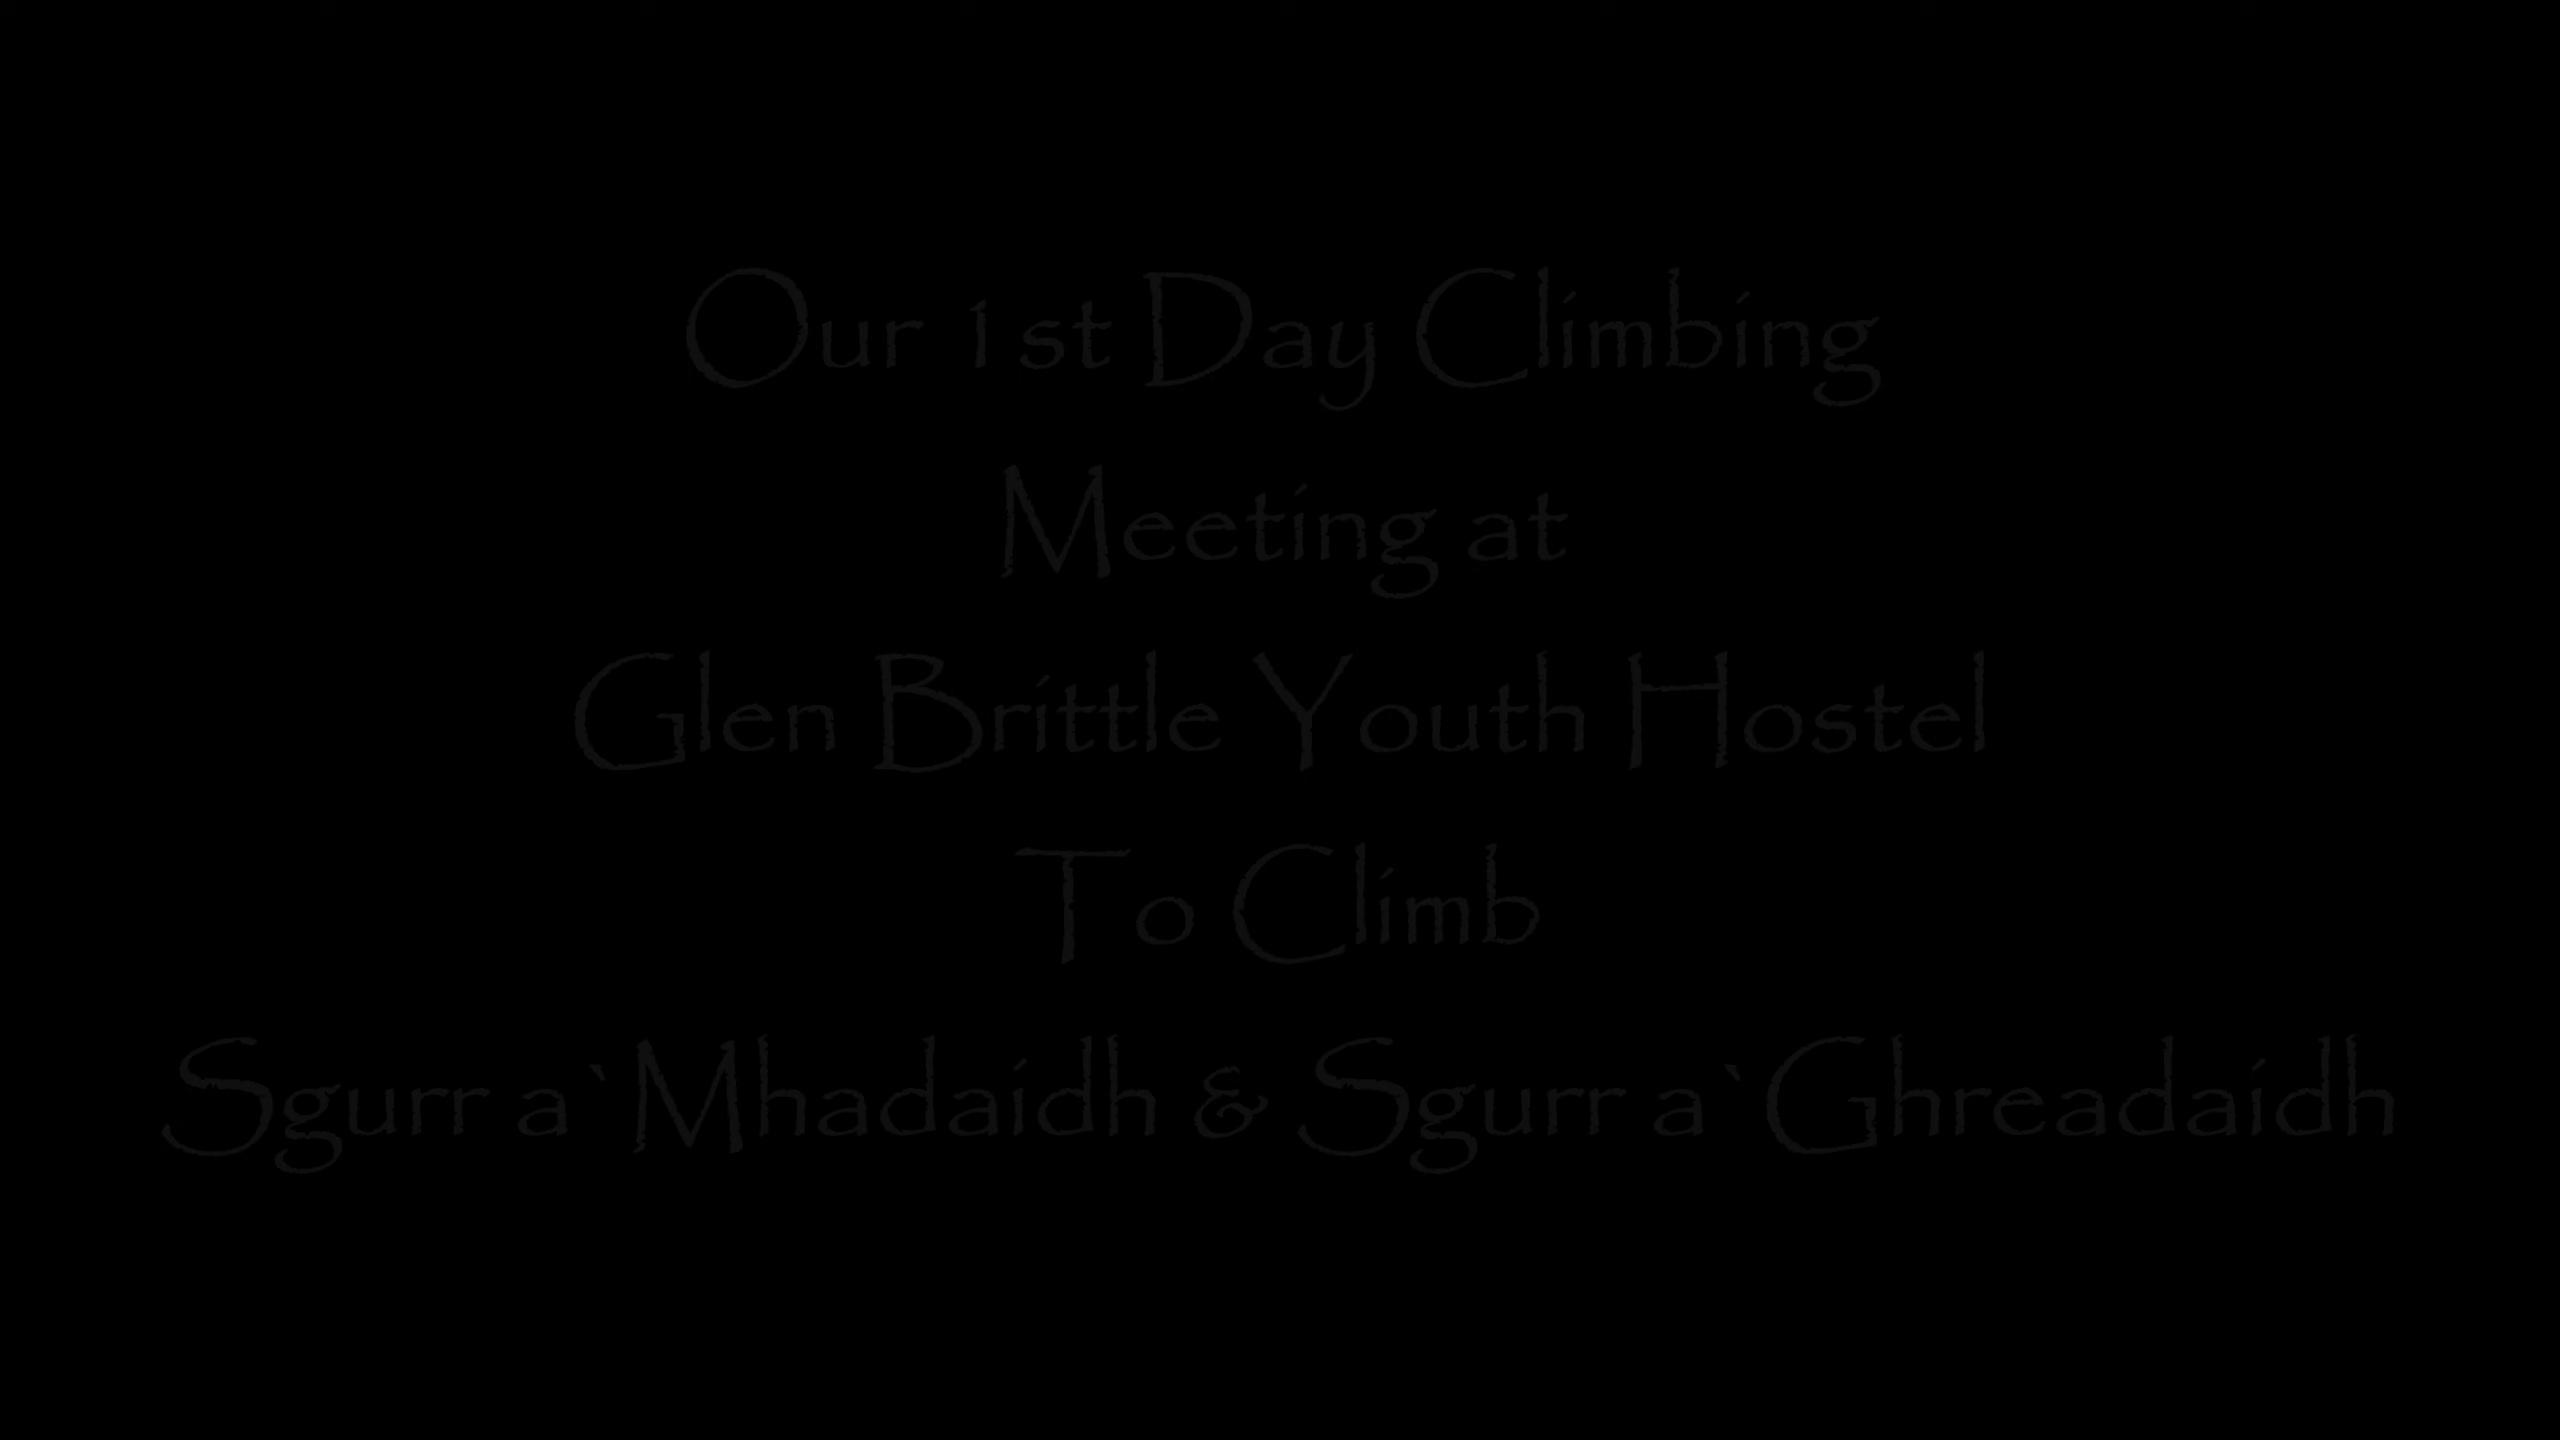 Our 1st Day Climbing
Meeting at
Glen Brittle Youth Hostel
To Climb
Sgurr a`Mhadaidh & Sgurr a`Ghreadaidh